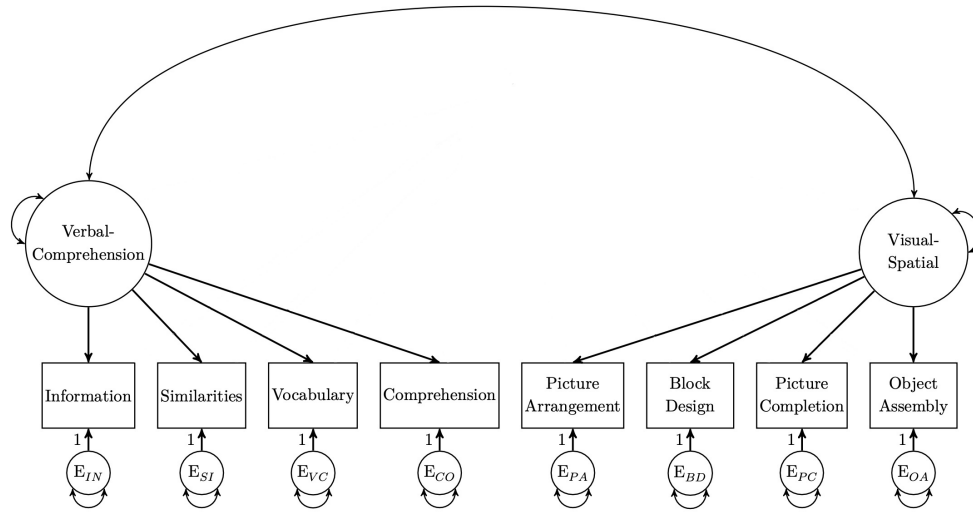 Verbal-
Comprehension
Visual-
Spatial
Information
Similarities
Vocabulary
Comprehension
Picture
Arrangement
Block
Design
Picture
Completion
Object
Assembly
1
1
1
1
1
1
1
1
E_IN
E_SI
E_VC
E_CO
E_PA
E_BD
E_PC
E_OA